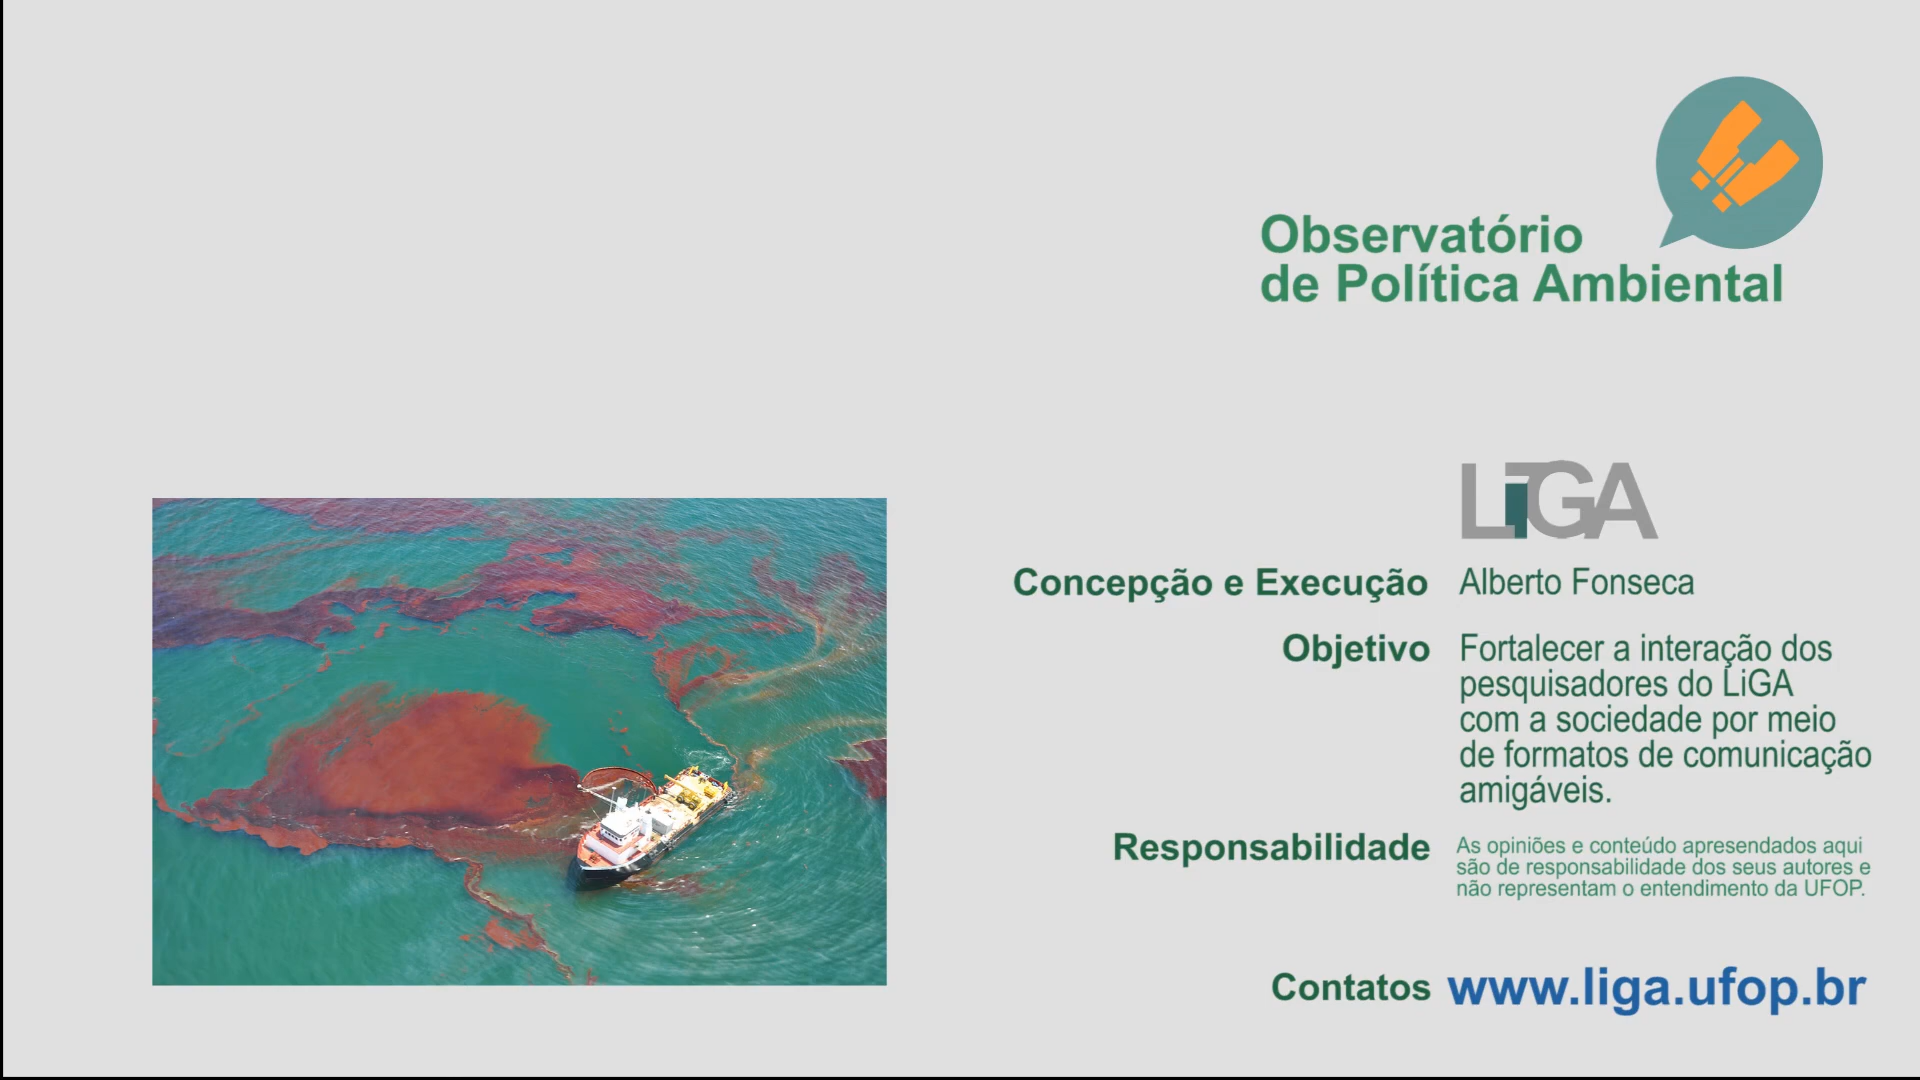 Observatório
de Política Ambiental
LiGA
Concepção e Execução Alberto Fonseca
Objetivo Fortalecer a interação dos
pesquisadores do LiGA
com a sociedade por meio
de formatos de comunicação
amigáveis.
Responsabilidade As opiniões e conteúdo apresendados aqui
são de responsabilidade dos seus autores e
não representam o entendimento da UFOP.
Contatos www.liga.ufop.br